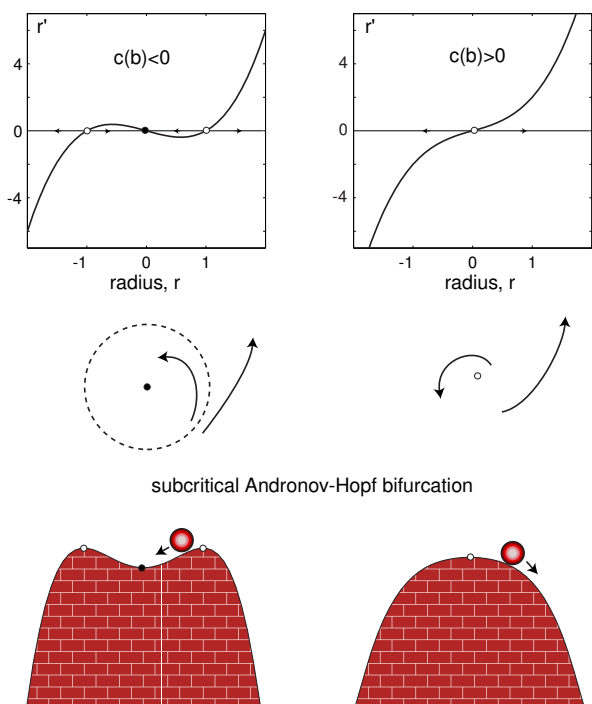 r'
c(b)<0
4
0
-4
-1 0 1
radius, r
r'
c(b)>0
4
0
-4
-1 0 1
radius, r
subcritical Andronov-Hopf bifurcation